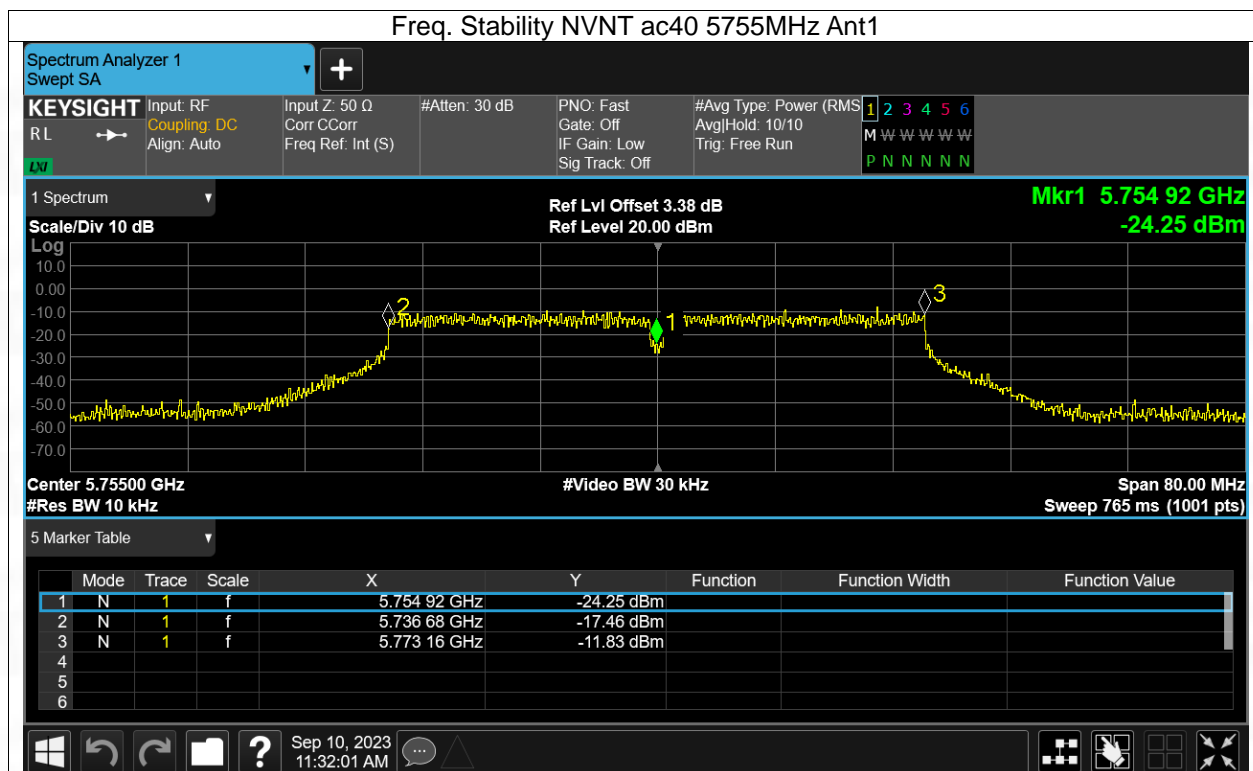 Freq. Stability NVNT ac40 5755MHz Ant1
Spectrum Analyzer 1
Swept SA
+
KEYSIGHT
R L
LXI
Input: RF
Coupling: DC
Align: Auto
Input Z: 50 Ω
Corr CCorr
Freq Ref: Int (S)
#Atten: 30 dB
PNO: Fast
Gate: Off
IF Gain: Low
Sig Track: Off
#Avg Type: Power (RMS
Avg|Hold: 10/10
Trig: Free Run
1 2 3 4 5 6
M W W W W W
P N N N N N
1 Spectrum
Scale/Div 10 dB
Ref Lvl Offset 3.38 dB
Ref Level 20.00 dBm
Mkr1 5.754 92 GHz
-24.25 dBm
Log
10.0
0.00
-10.0
-20.0
-30.0
-40.0
-50.0
-60.0
-70.0
2
1
3
Center 5.75500 GHz
#Video BW 30 kHz
Span 80.00 MHz
#Res BW 10 kHz
Sweep 765 ms (1001 pts)
5 Marker Table
Mode Trace Scale X Y Function Function Width Function Value
1 N 1 f 5.754 92 GHz -24.25 dBm
2 N 1 f 5.736 68 GHz -17.46 dBm
3 N 1 f 5.773 16 GHz -11.83 dBm
4
5
6
?
Sep 10, 2023
11:32:01 AM